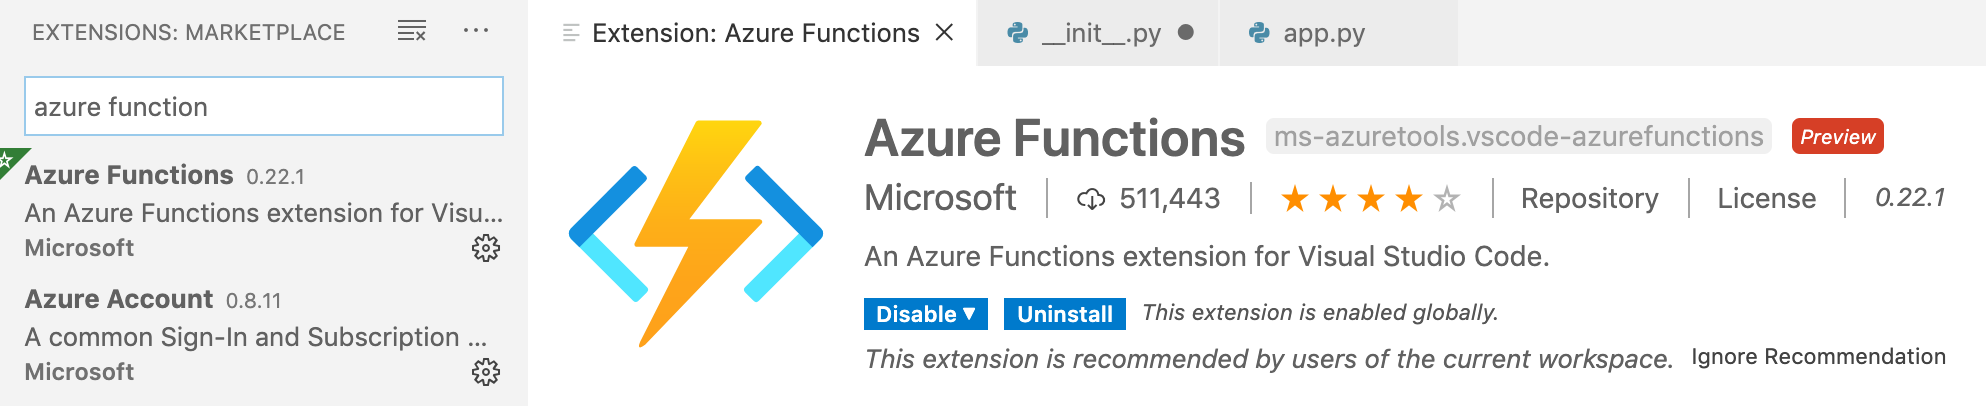 EXTENSIONS: MARKETPLACE
azure function
Azure Functions 0.22.1
An Azure Functions extension for Visu...
Microsoft
Azure Account 0.8.11
A common Sign-In and Subscription ...
Microsoft
Extension: Azure Functions
__init__.py
app.py
Azure Functions ms-azuretools.vscode-azurefunctions Preview
Microsoft 511,443 Repository License 0.22.1
An Azure Functions extension for Visual Studio Code.
Disable Uninstall This extension is enabled globally.
This extension is recommended by users of the current workspace. Ignore Recommendation